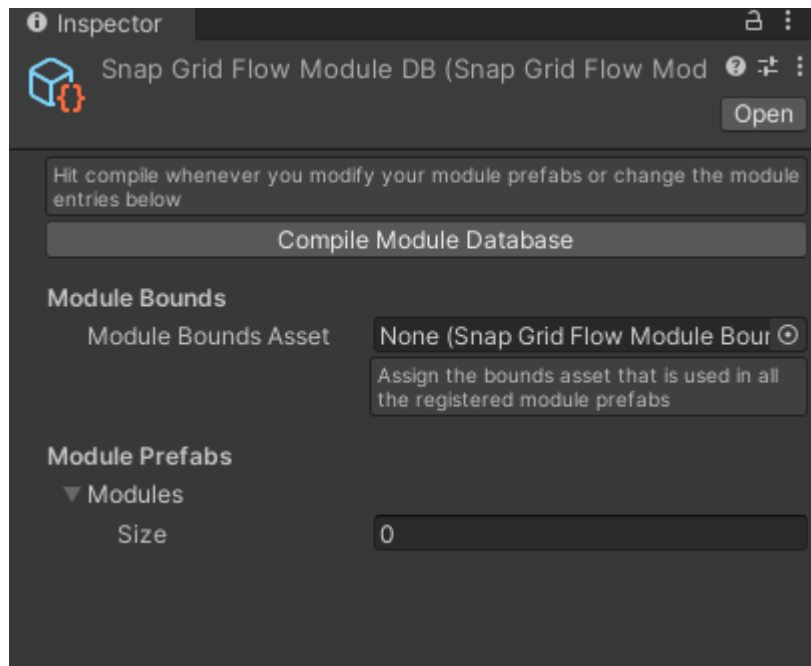 Inspector
Snap Grid Flow Module DB (Snap Grid Flow Mod
Open
Hit compile whenever you modify your module prefabs or change the module
entries below
Compile Module Database
Module Bounds
Module Bounds Asset None (Snap Grid Flow Module Bour
Assign the bounds asset that is used in all
the registered module prefabs
Module Prefabs
Modules
Size 0